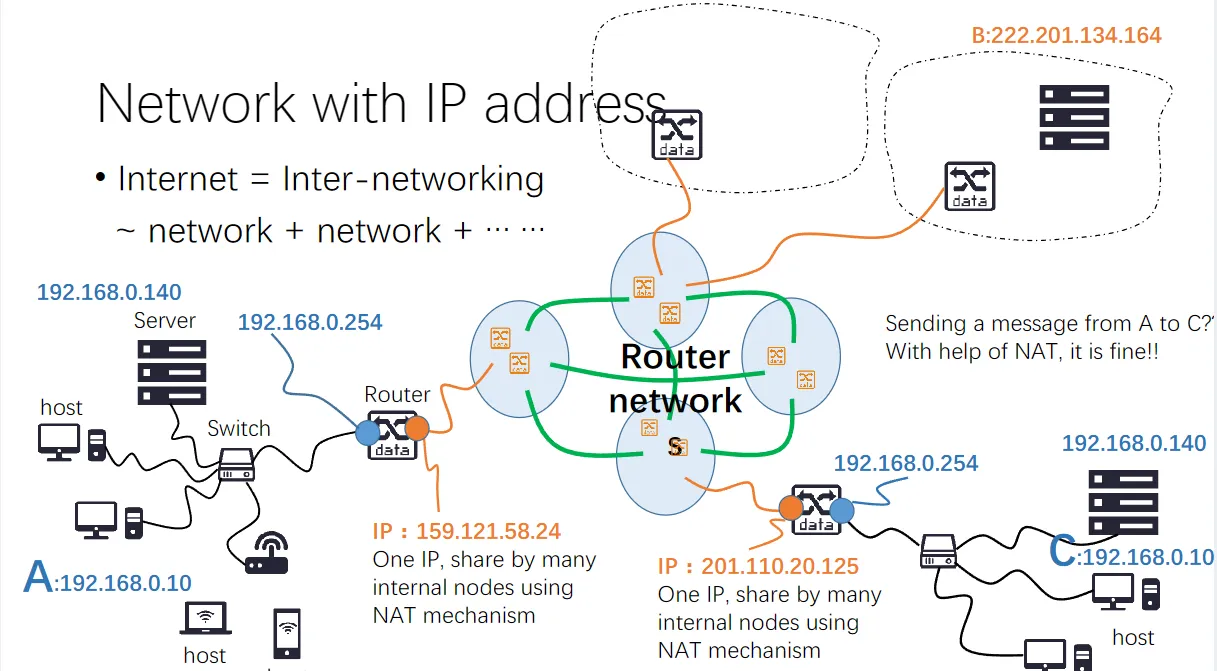 Network with IP address
• Internet = Inter-networking
~ network + network + ⋯ ⋯
B:222.201.134.164
data
data
192.168.0.140
Server
192.168.0.254
host
Switch
Router
data
Router
network
S
Sending a message from A to C?
With help of NAT, it is fine!!
A:192.168.0.10
host
IP：159.121.58.24
One IP, share by many
internal nodes using
NAT mechanism
192.168.0.254
data
IP：201.110.20.125
One IP, share by many
internal nodes using
NAT mechanism
192.168.0.140
C:192.168.0.10
host